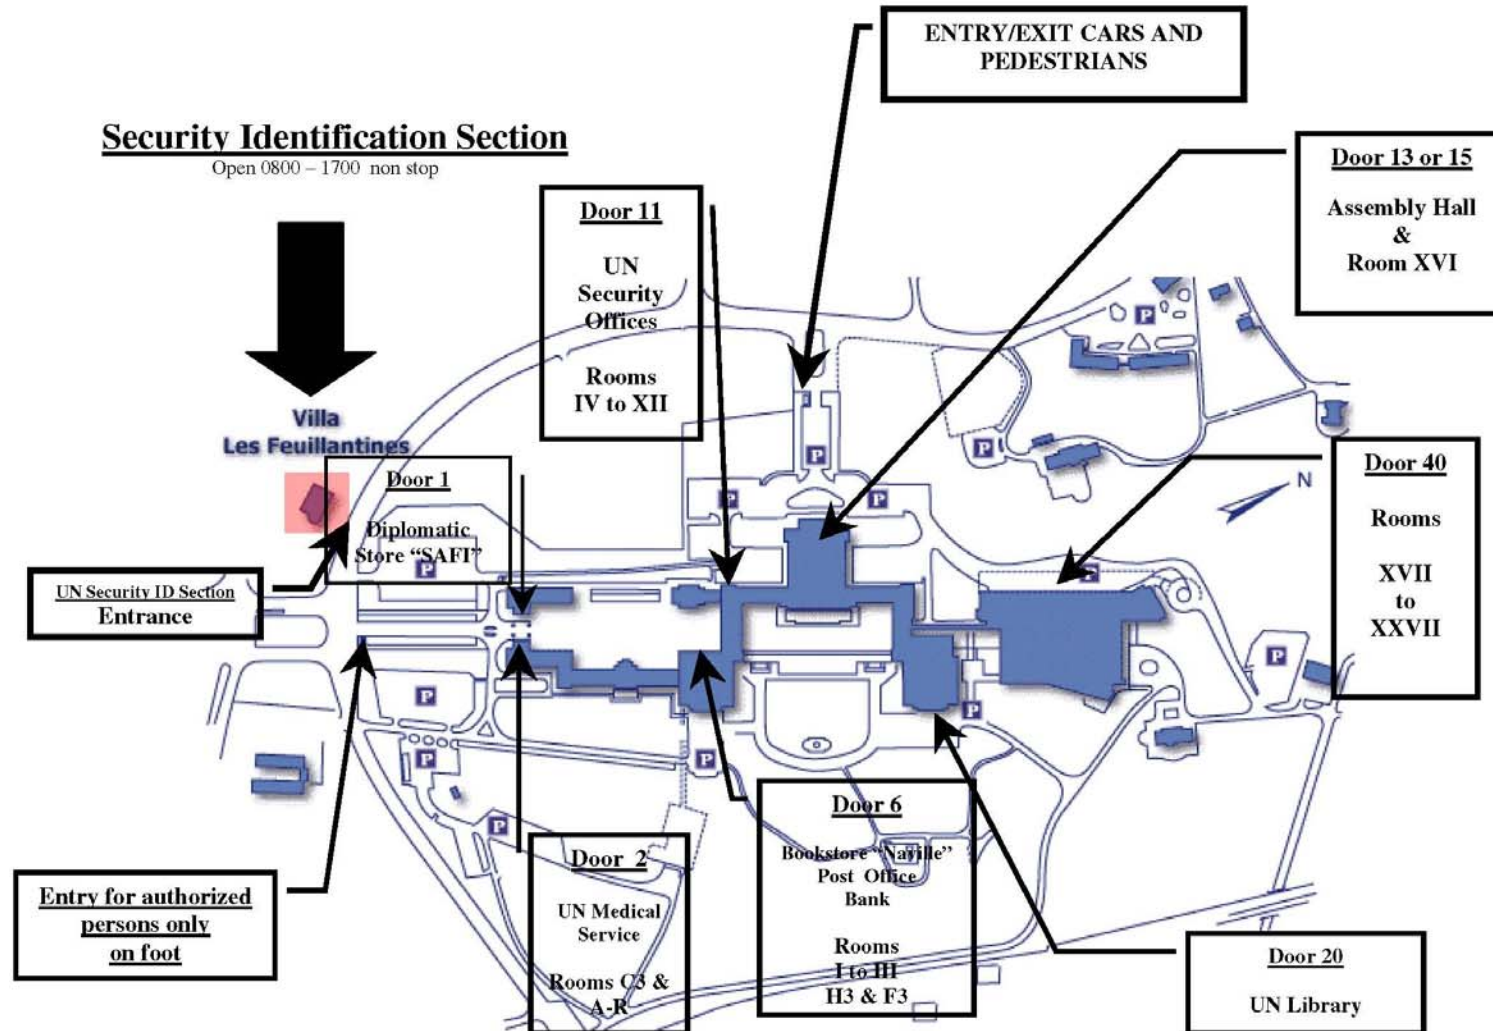 ENTRY/EXIT CARS AND
PEDESTRIANS
Security Identification Section
Open 0800 – 1700 non stop
Door 13 or 15
Assembly Hall
&
Room XVI
Door 11
UN
Security
Offices
Rooms
IV to XII
Villa
Les Feuillantines
Door 1
Diplomatic
Store “SAFI”
Door 40
Rooms
XVII
to
XXVII
N
UN Security ID Section
Entrance
P
P
P
P
P
P
P
P
P
P
P
P
P
Entry for authorized
persons only
on foot
Door 2
UN Medical
Service
Rooms C3 &
A-R
Door 6
Bookstore “Naville”
Post Office
Bank
Rooms
I to III
H3 & F3
Door 20
UN Library